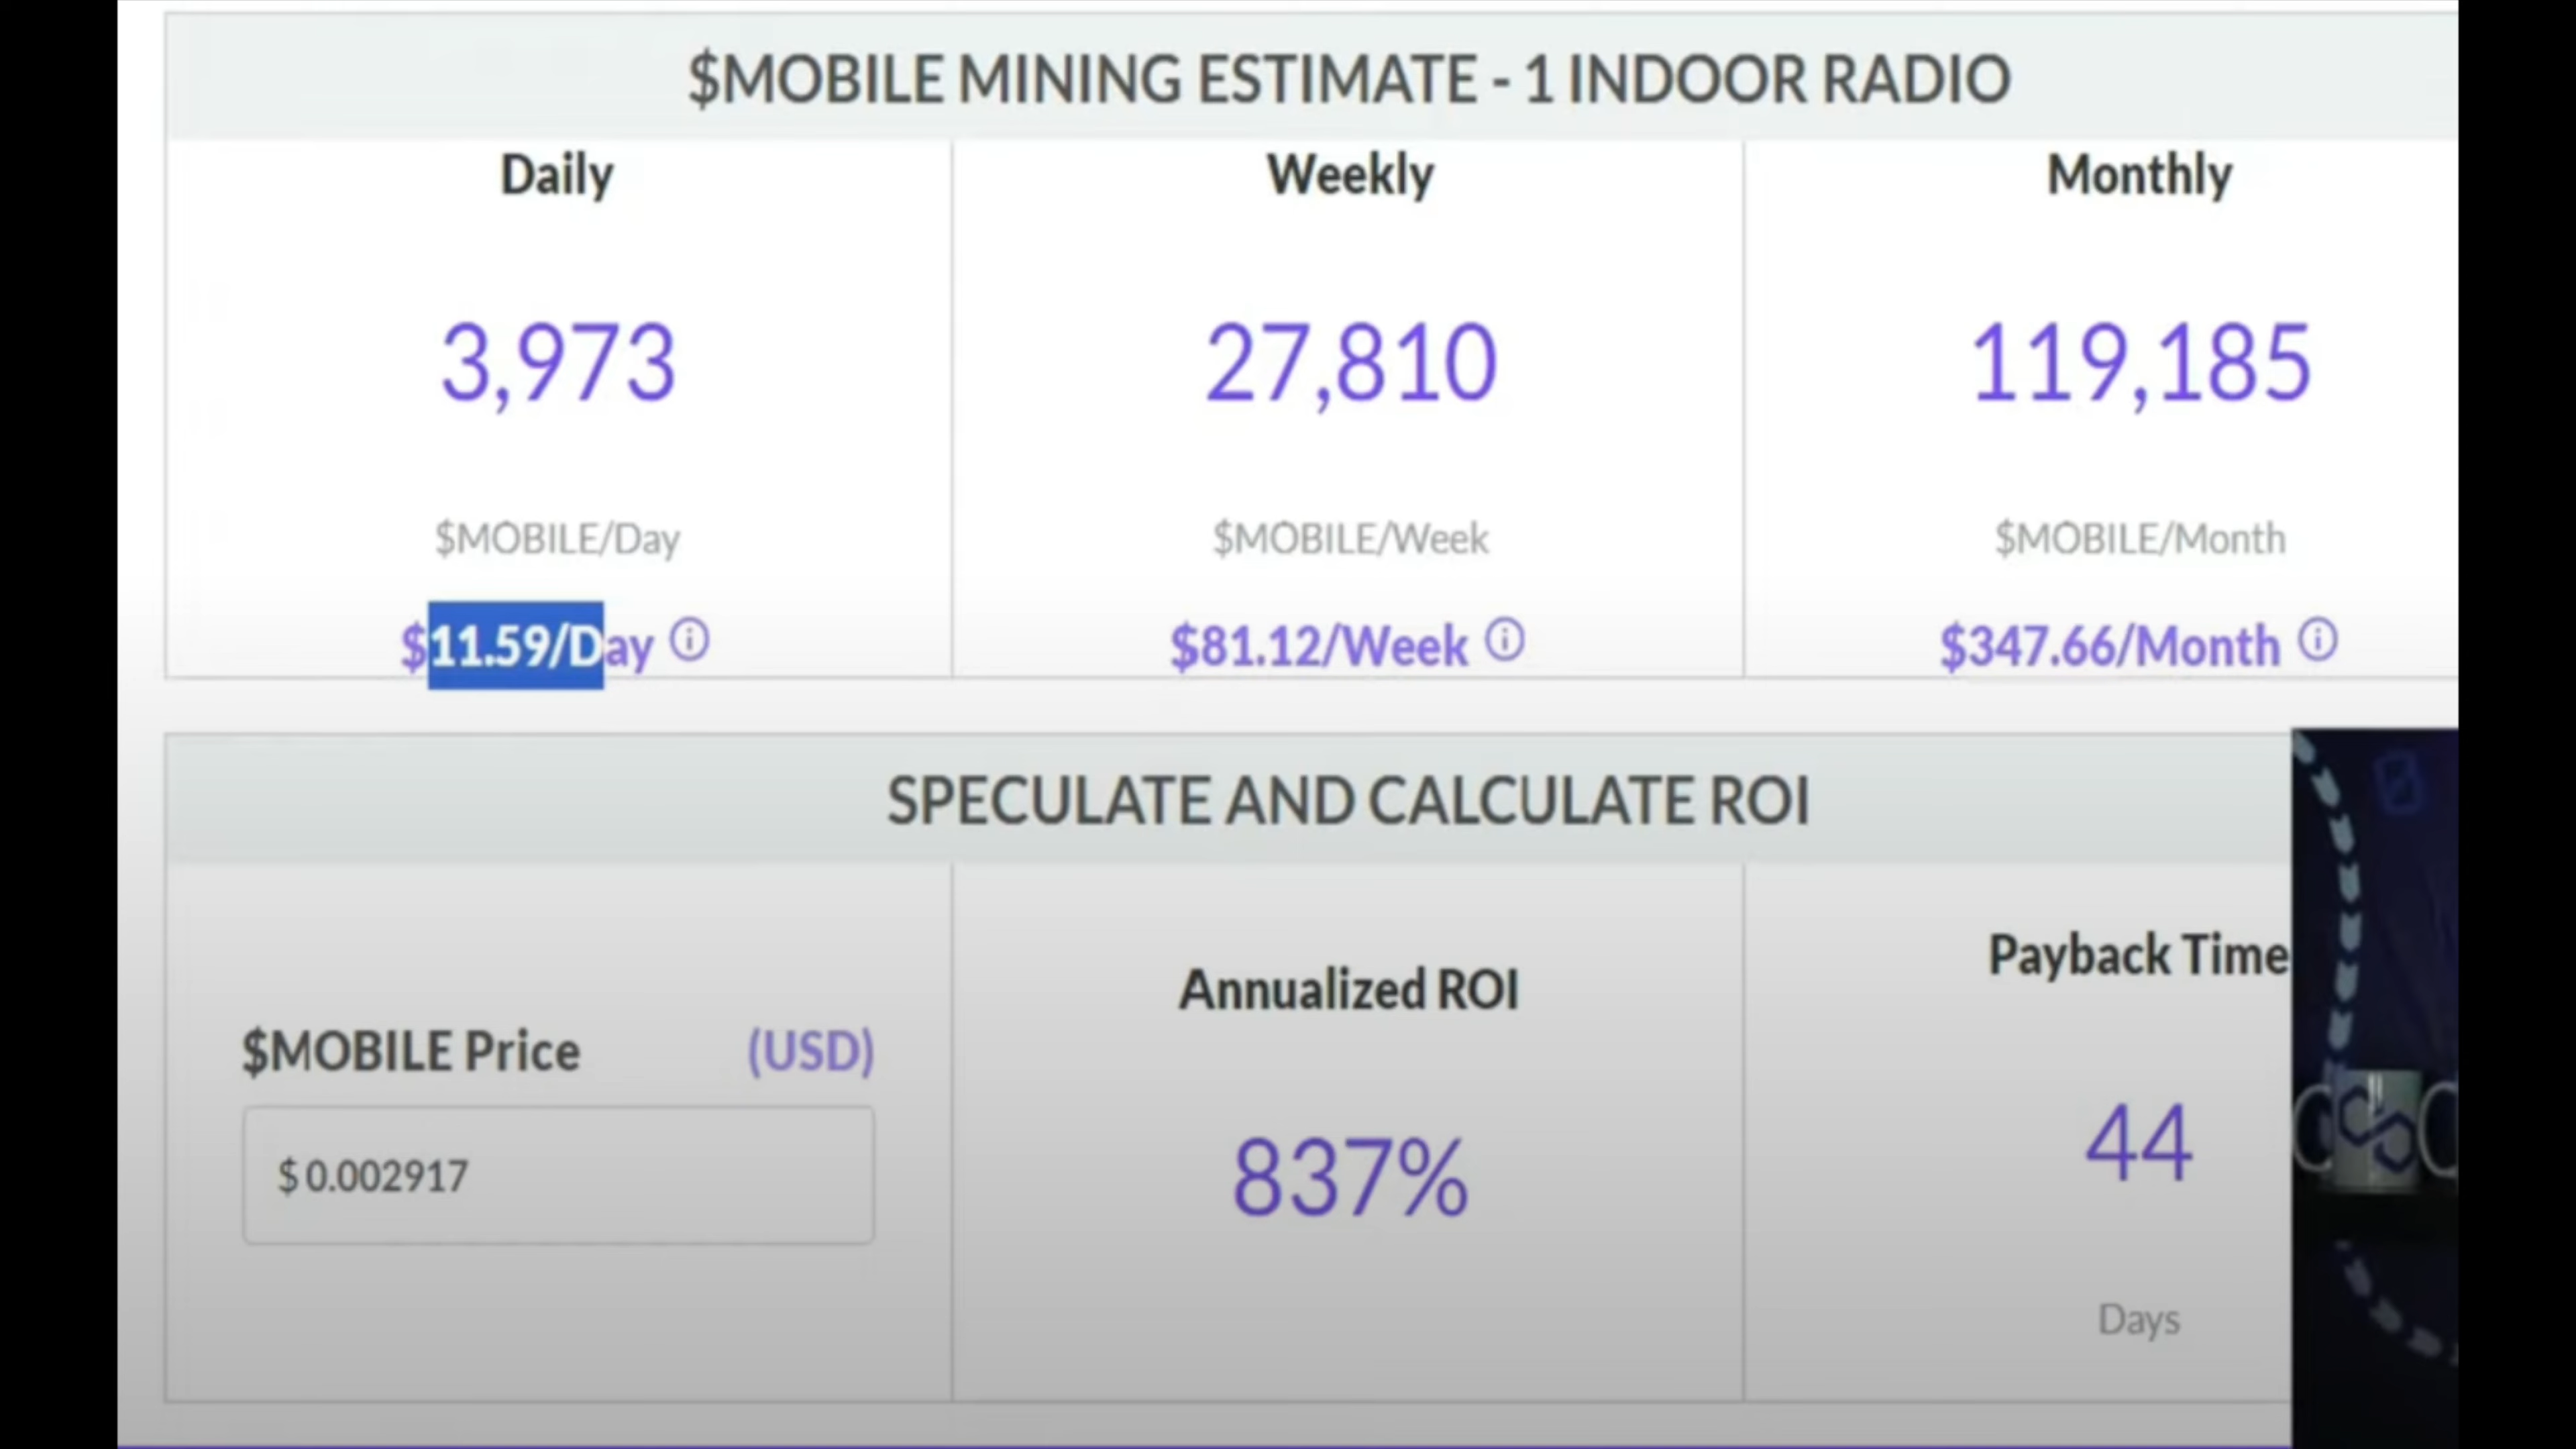 $MOBILE MINING ESTIMATE - 1 INDOOR RADIO
Daily
3,973
$MOBILE/Day
$11.59/Day
Weekly
27,810
$MOBILE/Week
$81.12/Week
Monthly
119,185
$MOBILE/Month
$347.66/Month
SPECULATE AND CALCULATE ROI
$MOBILE Price (USD)
$ 0.002917
Annualized ROI
837%
Payback Time
44
Days